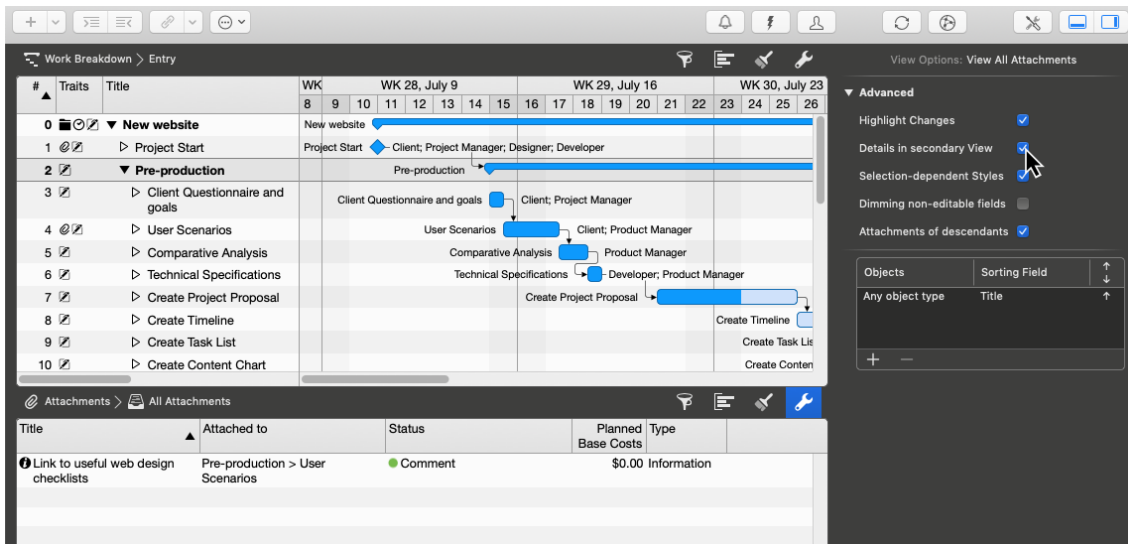 Work Breakdown > Entry
View Options: View All Attachments
# Traits Title
WK WK 28, July 9 WK 29, July 16 WK 30, July 23
8 9 10 11 12 13 14 15 16 17 18 19 20 21 22 23 24 25 26
0 New website
New website
1 Project Start
Project Start Client; Project Manager; Designer; Developer
2 Pre-production
Pre-production
3 Client Questionnaire and
goals
Client Questionnaire and goals Client; Project Manager
4 User Scenarios
User Scenarios Client; Product Manager
5 Comparative Analysis
Comparative Analysis Product Manager
6 Technical Specifications
Technical Specifications Developer; Product Manager
7 Create Project Proposal
Create Project Proposal
8 Create Timeline
Create Timeline
9 Create Task List
Create Task Lis
10 Create Content Chart
Create Conten
Advanced
Highlight Changes
Details in secondary View
Selection-dependent Styles
Dimming non-editable fields
Attachments of descendants
Objects Sorting Field
Any object type Title
Attachments > All Attachments
Title Attached to Status Planned Type
Base Costs
Link to useful web design Pre-production > User Comment $0.00 Information
checklists Scenarios